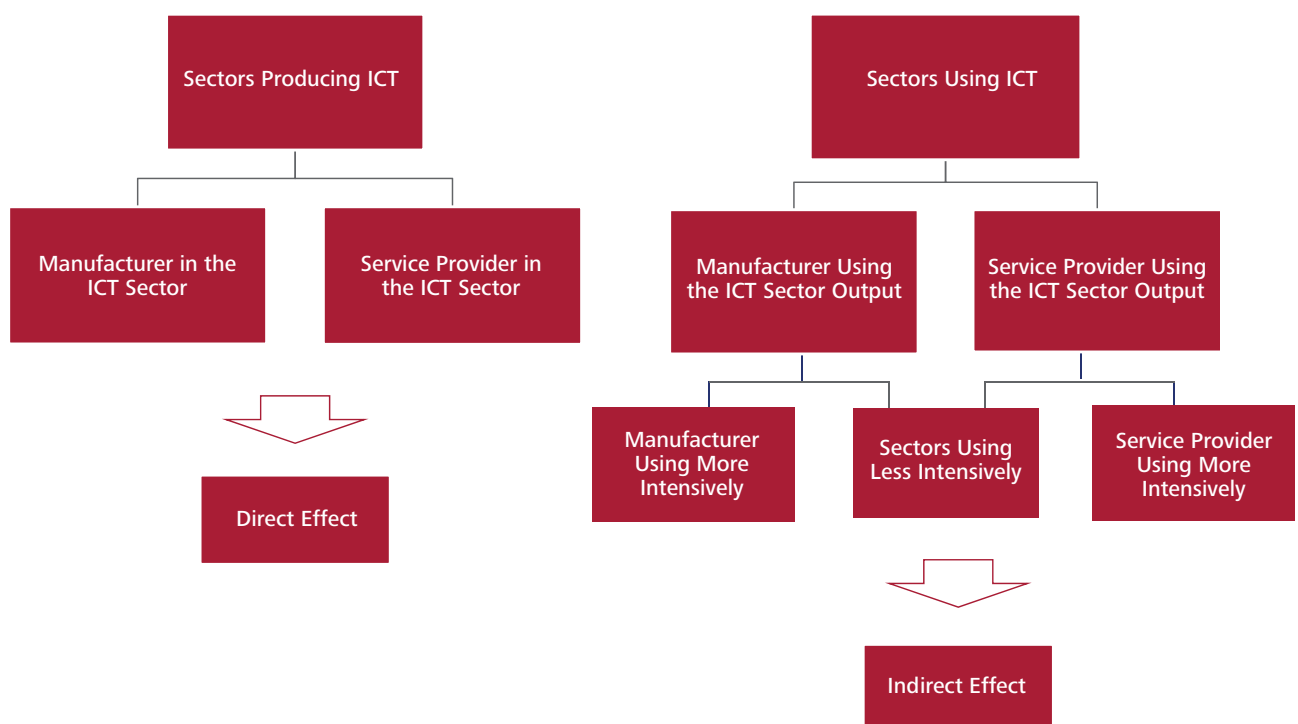 Sectors Producing ICT
Sectors Using ICT
Manufacturer in the
ICT Sector
Service Provider in
the ICT Sector
Manufacturer Using
the ICT Sector Output
Service Provider Using
the ICT Sector Output
Manufacturer
Using More
Intensively
Sectors Using
Less Intensively
Service Provider
Using More
Intensively
Direct Effect
Indirect Effect